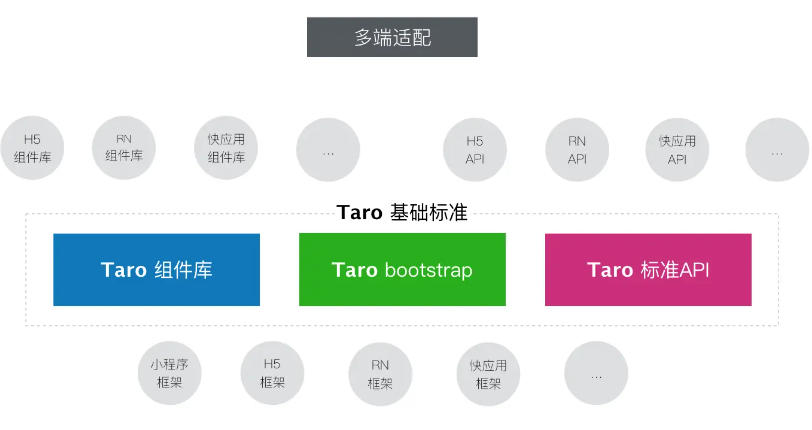 多端适配
H5
组件库
RN
组件库
快应用
组件库
...
H5
API
RN
API
快应用
API
...
Taro 基础标准
Taro 组件库
Taro bootstrap
Taro 标准API
小程序
框架
H5
框架
RN
框架
快应用
框架
...